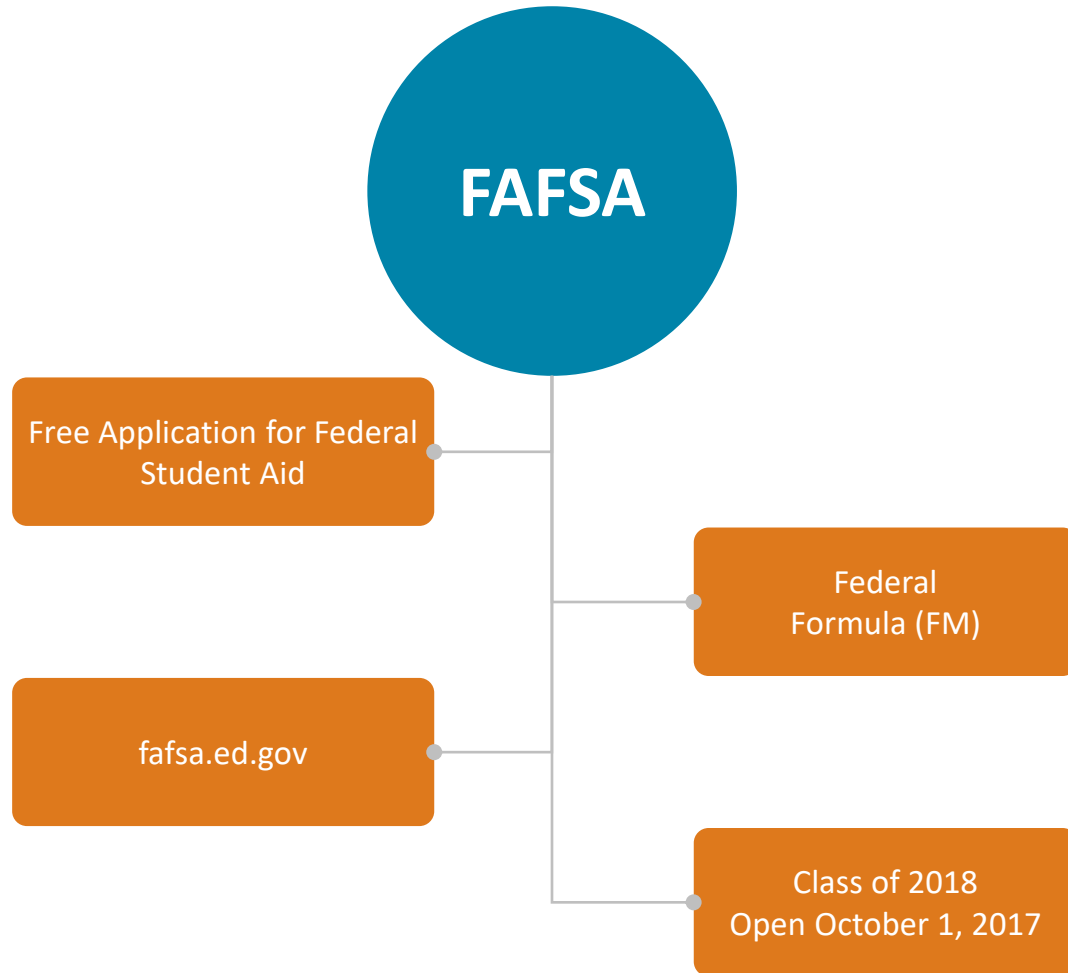 FAFSA
Free Application for Federal
Student Aid
Federal
Formula (FM)
fafsa.ed.gov
Class of 2018
Open October 1, 2017